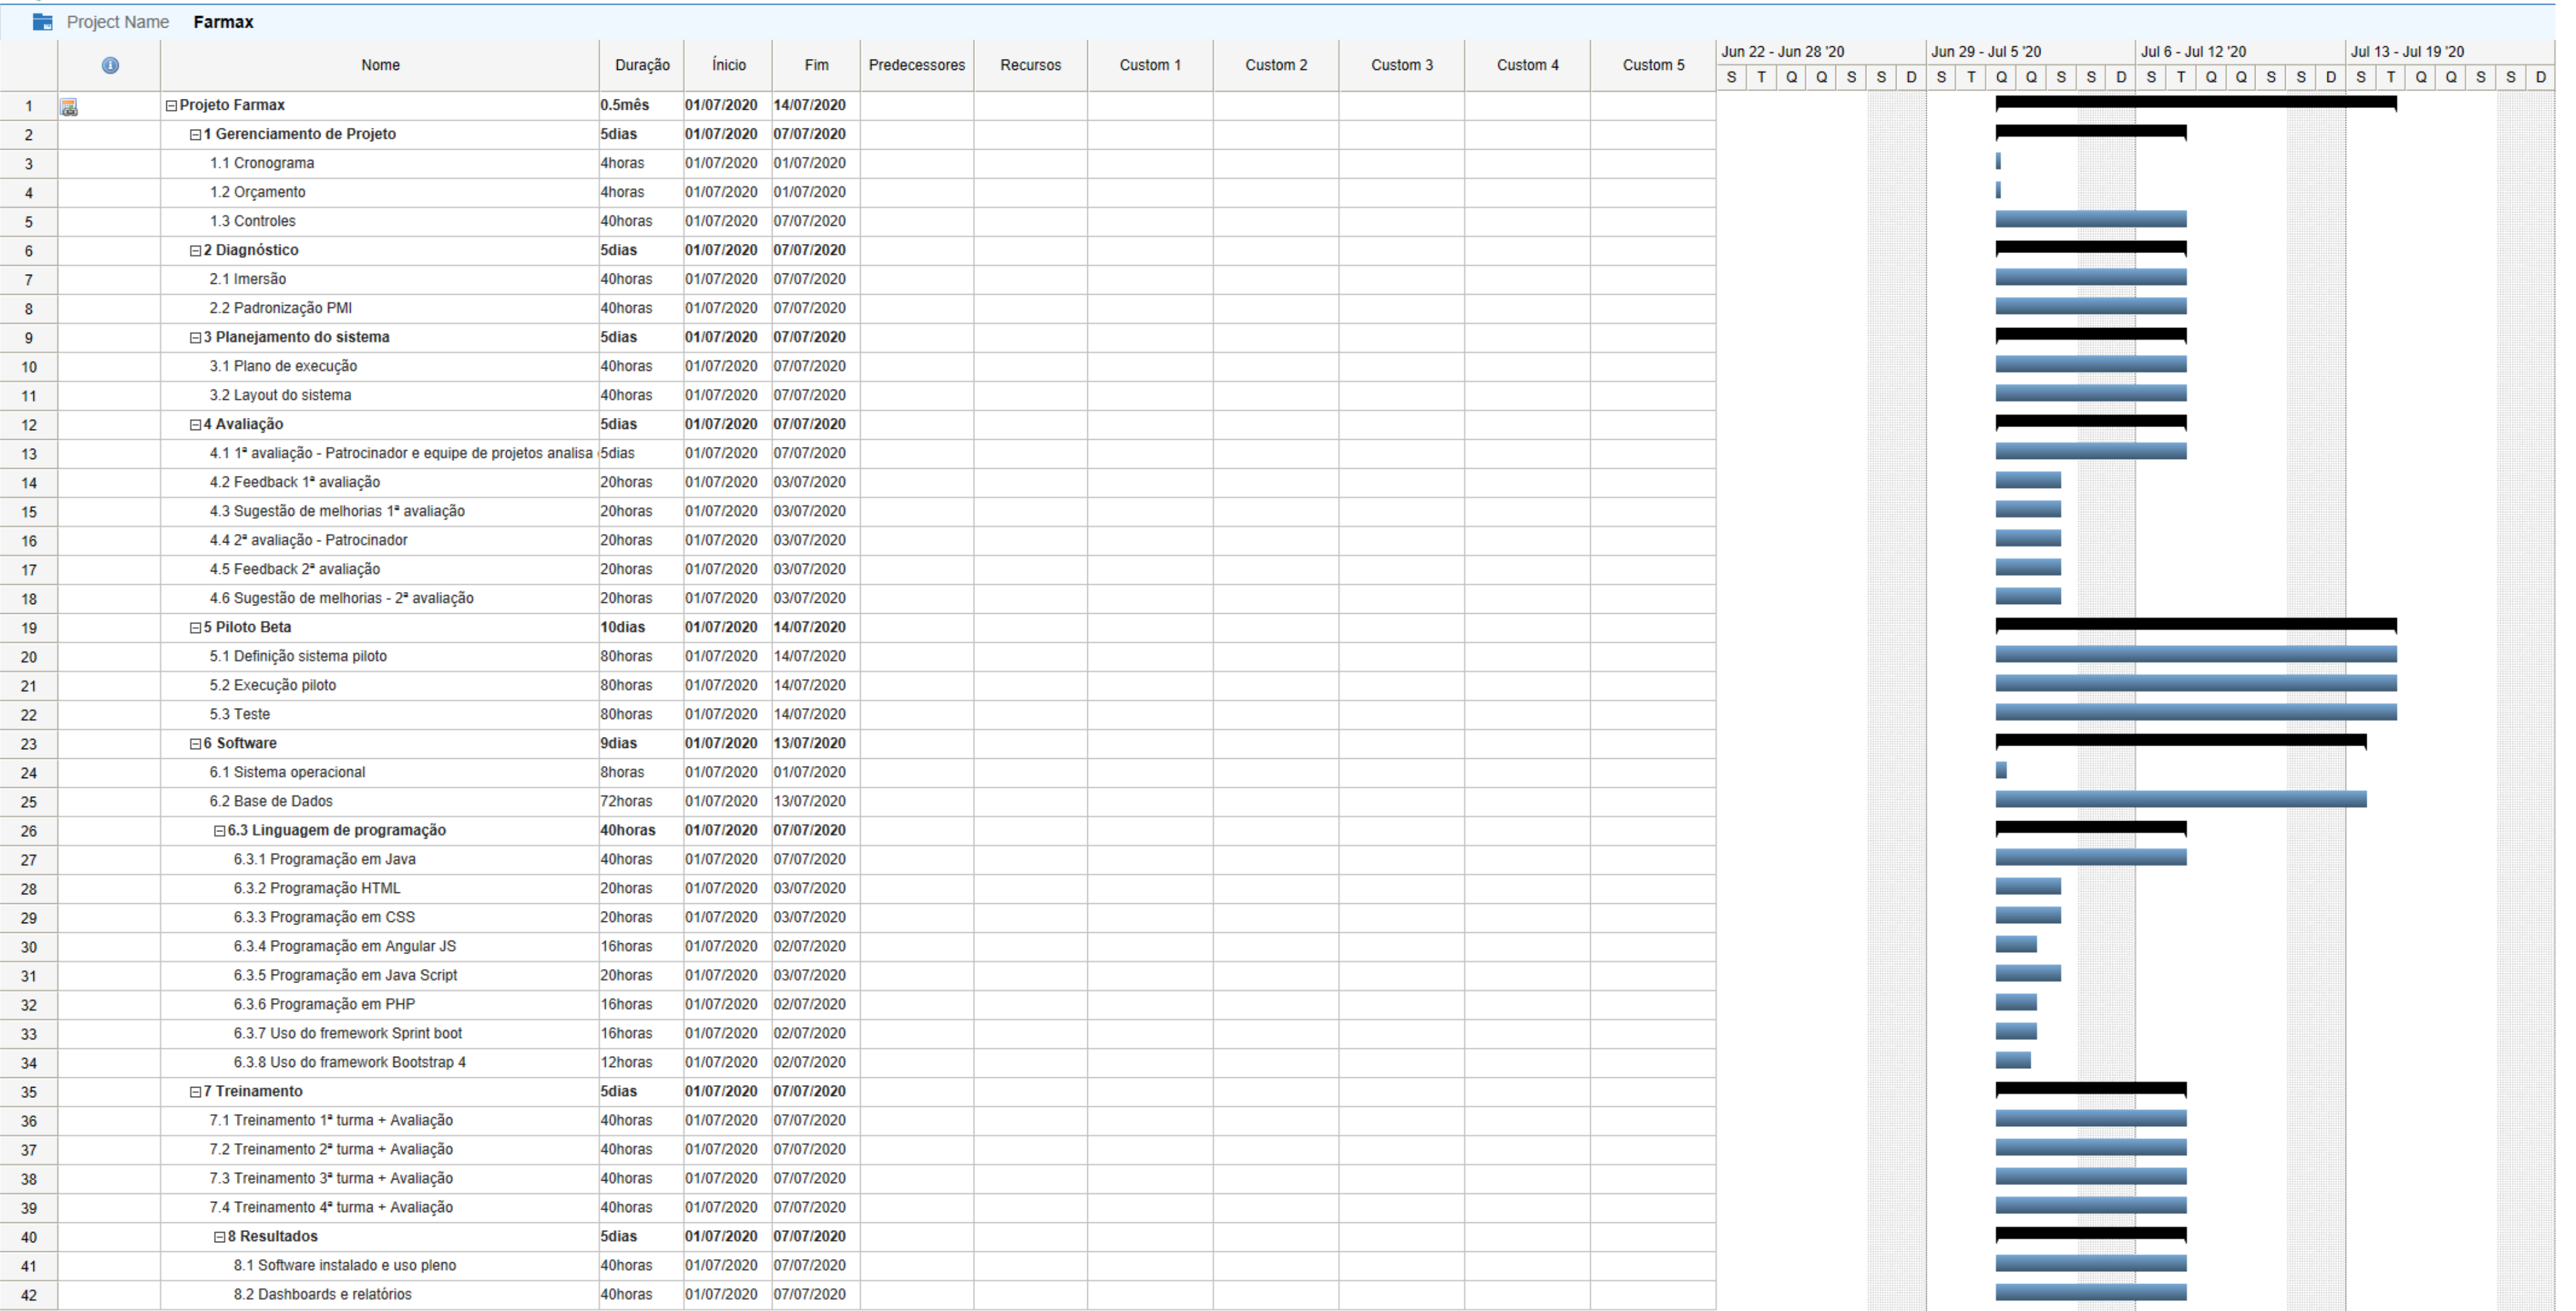 Project Name Farmax
Nome Duração Ínicio Fim Predecessores Recursos Custom 1 Custom 2 Custom 3 Custom 4 Custom 5 Jun 22 - Jun 28 '20 Jun 29 - Jul 5 '20 Jul 6 - Jul 12 '20 Jul 13 - Jul 19 '20
S T Q Q S S D S T Q Q S S D S T Q Q S S D S T Q Q S S D
1 Projeto Farmax 0.5mês 01/07/2020 14/07/2020
2 1 Gerenciamento de Projeto 5dias 01/07/2020 07/07/2020
3 1.1 Cronograma 4horas 01/07/2020 01/07/2020
4 1.2 Orçamento 4horas 01/07/2020 01/07/2020
5 1.3 Controles 40horas 01/07/2020 07/07/2020
6 2 Diagnóstico 5dias 01/07/2020 07/07/2020
7 2.1 Imersão 40horas 01/07/2020 07/07/2020
8 2.2 Padronização PMI 40horas 01/07/2020 07/07/2020
9 3 Planejamento do sistema 5dias 01/07/2020 07/07/2020
10 3.1 Plano de execução 40horas 01/07/2020 07/07/2020
11 3.2 Layout do sistema 40horas 01/07/2020 07/07/2020
12 4 Avaliação 5dias 01/07/2020 07/07/2020
13 4.1 1ª avaliação - Patrocinador e equipe de projetos analisa 5dias 01/07/2020 07/07/2020
14 4.2 Feedback 1ª avaliação 20horas 01/07/2020 03/07/2020
15 4.3 Sugestão de melhorias 1ª avaliação 20horas 01/07/2020 03/07/2020
16 4.4 2ª avaliação - Patrocinador 20horas 01/07/2020 03/07/2020
17 4.5 Feedback 2ª avaliação 20horas 01/07/2020 03/07/2020
18 4.6 Sugestão de melhorias - 2ª avaliação 20horas 01/07/2020 03/07/2020
19 5 Piloto Beta 10dias 01/07/2020 14/07/2020
20 5.1 Definição sistema piloto 80horas 01/07/2020 14/07/2020
21 5.2 Execução piloto 80horas 01/07/2020 14/07/2020
22 5.3 Teste 80horas 01/07/2020 14/07/2020
23 6 Software 9dias 01/07/2020 13/07/2020
24 6.1 Sistema operacional 8horas 01/07/2020 01/07/2020
25 6.2 Base de Dados 72horas 01/07/2020 13/07/2020
26 6.3 Linguagem de programação 40horas 01/07/2020 07/07/2020
27 6.3.1 Programação em Java 40horas 01/07/2020 07/07/2020
28 6.3.2 Programação HTML 20horas 01/07/2020 03/07/2020
29 6.3.3 Programação em CSS 20horas 01/07/2020 03/07/2020
30 6.3.4 Programação em Angular JS 16horas 01/07/2020 02/07/2020
31 6.3.5 Programação em Java Script 20horas 01/07/2020 03/07/2020
32 6.3.6 Programação em PHP 16horas 01/07/2020 02/07/2020
33 6.3.7 Uso do fremework Sprint boot 16horas 01/07/2020 02/07/2020
34 6.3.8 Uso do framework Bootstrap 4 12horas 01/07/2020 02/07/2020
35 7 Treinamento 5dias 01/07/2020 07/07/2020
36 7.1 Treinamento 1ª turma + Avaliação 40horas 01/07/2020 07/07/2020
37 7.2 Treinamento 2ª turma + Avaliação 40horas 01/07/2020 07/07/2020
38 7.3 Treinamento 3ª turma + Avaliação 40horas 01/07/2020 07/07/2020
39 7.4 Treinamento 4ª turma + Avaliação 40horas 01/07/2020 07/07/2020
40 8 Resultados 5dias 01/07/2020 07/07/2020
41 8.1 Software instalado e uso pleno 40horas 01/07/2020 07/07/2020
42 8.2 Dashboards e relatórios 40horas 01/07/2020 07/07/2020